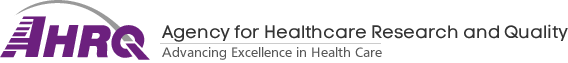 AHRQ
Agency for Healthcare Research and Quality
Advancing Excellence in Health Care